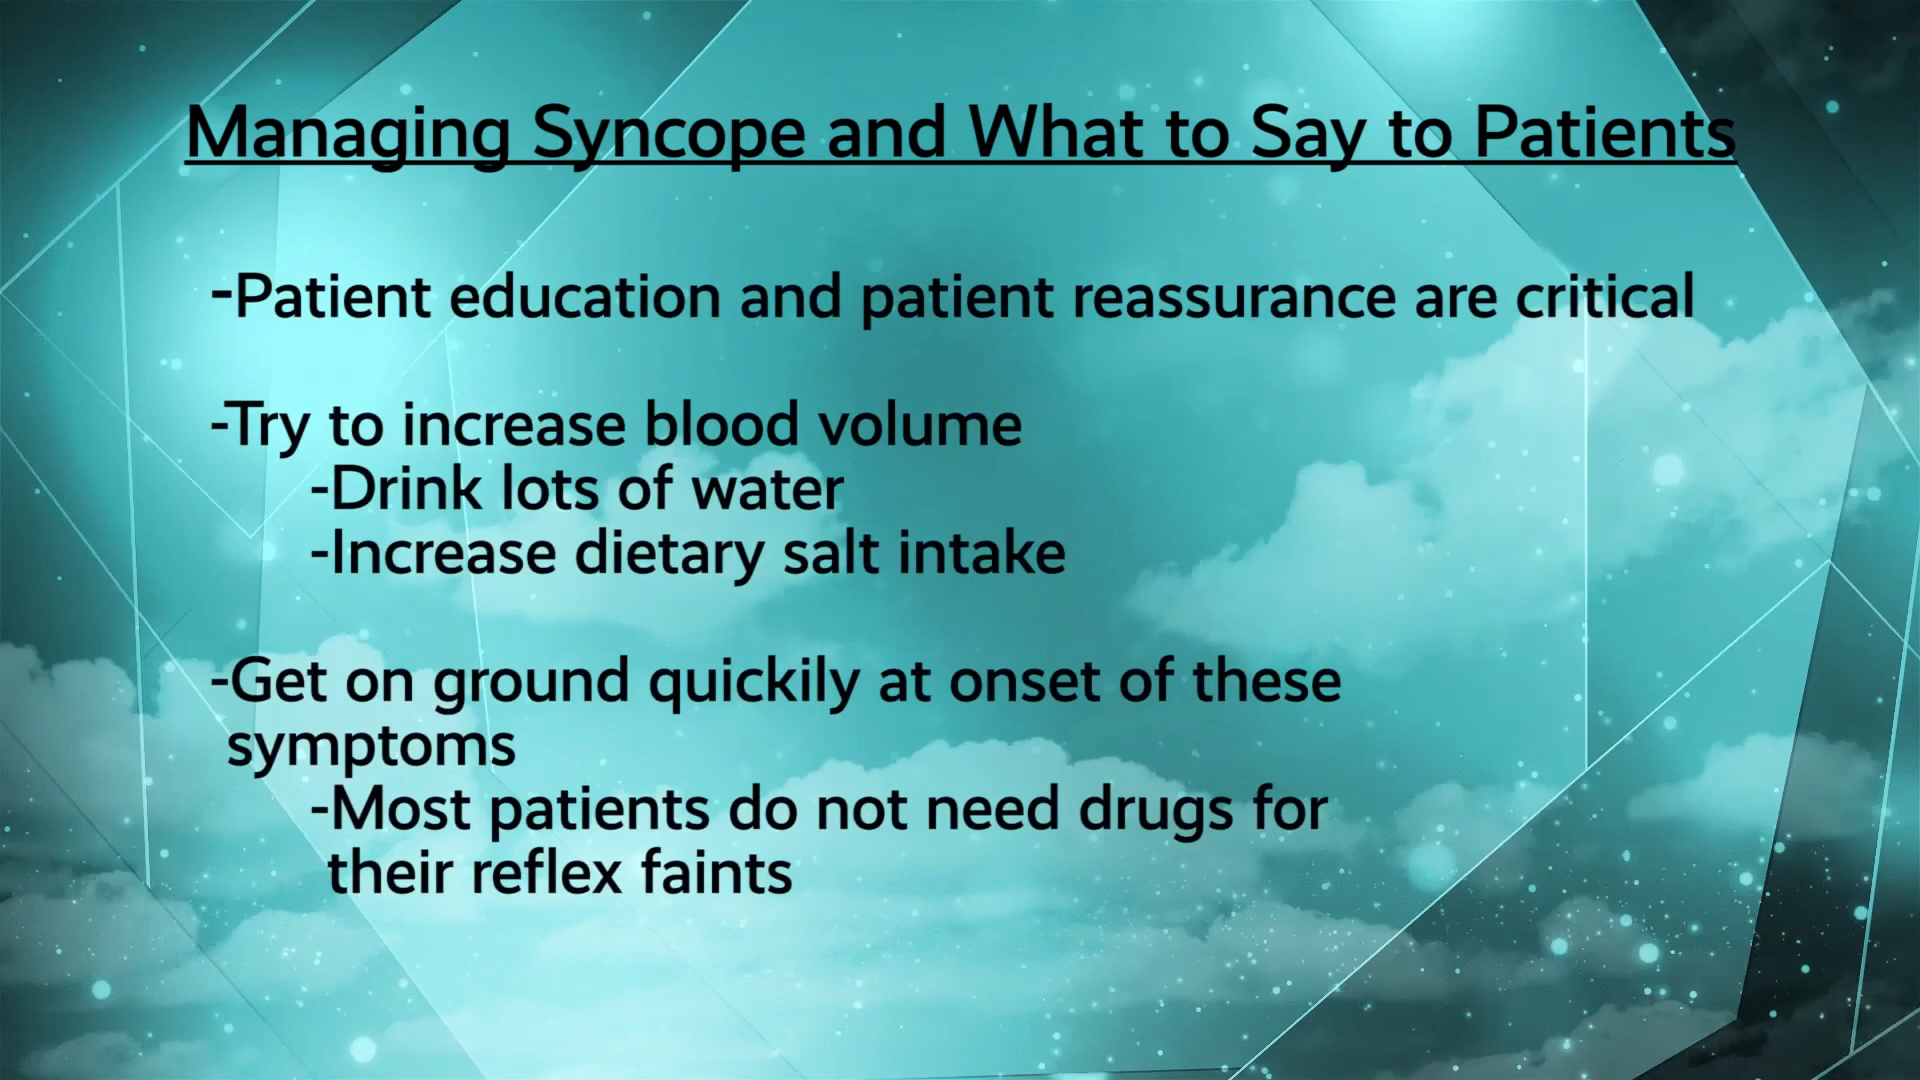 Managing Syncope and What to Say to Patients
-Patient education and patient reassurance are critical
-Try to increase blood volume
-Drink lots of water
-Increase dietary salt intake
-Get on ground quickily at onset of these
symptoms
-Most patients do not need drugs for
their reflex faints